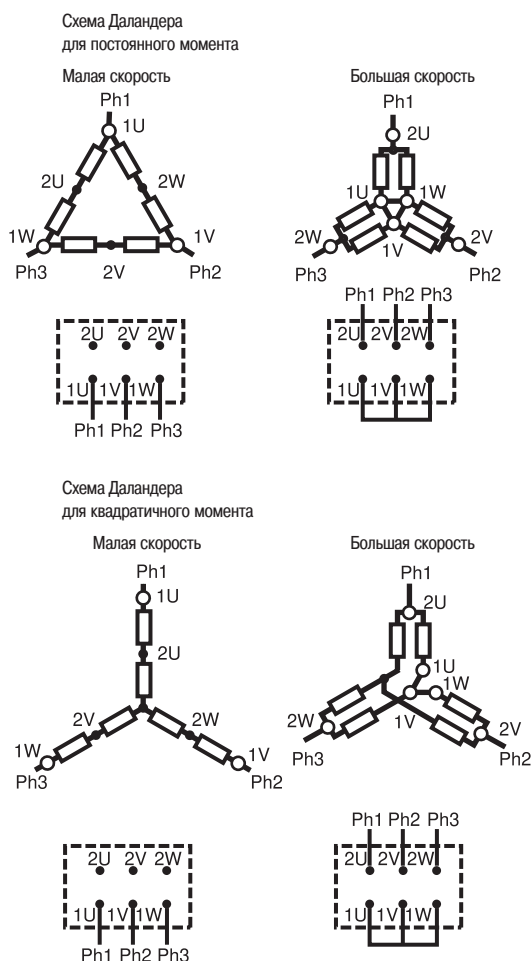 Схема Даландера
для постоянного момента
Малая скорость
Большая скорость
Ph1
1U
2U
2W
1W
1V
Ph3
2V
Ph2
Ph1
2U
1U
1W
2W
1V
2V
Ph3
Ph2
2U 2V 2W
1U 1V 1W
Ph1 Ph2 Ph3
Ph1 Ph2 Ph3
2U 2V 2W
1U 1V 1W
Схема Даландера
для квадратичного момента
Малая скорость
Большая скорость
Ph1
1U
2U
2V
2W
1W
1V
Ph3
Ph2
Ph1
2U
1U
1W
2W
1V
2V
Ph3
Ph2
2U 2V 2W
1U 1V 1W
Ph1 Ph2 Ph3
Ph1 Ph2 Ph3
2U 2V 2W
1U 1V 1W